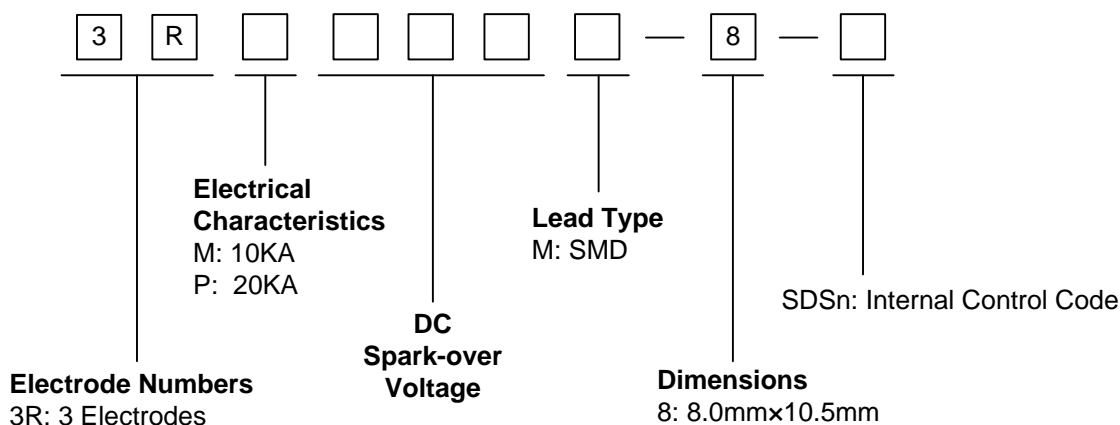 3 R — 8 —
Electrical
Characteristics
M: 10KA
P: 20KA
Lead Type
M: SMD
SDSn: Internal Control Code
DC
Spark-over
Voltage
Electrode Numbers
3R: 3 Electrodes
Dimensions
8: 8.0mm×10.5mm